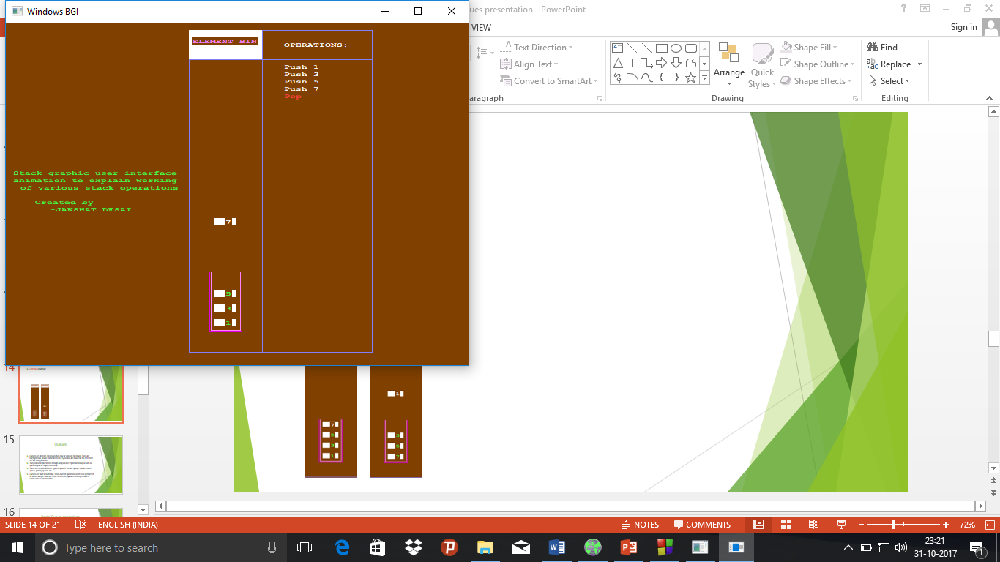 Windows BGI
ues presentation - PowerPoint
VIEW
Sign in
ELEMENT BIN
OPERATIONS:
Push 1
Push 3
Push 5
Push 7
Pop
Stack graphic user interface
animation to explain working
of various stack operations
Created by
-JAKSHAT DESAI
7
5
3
1
Text Direction
Align Text
Convert to SmartArt
aragraph
Arrange
Quick
Styles
Shape Fill
Shape Outline
Shape Effects
Drawing
Find
Replace
Select
Editing
14
15
Queues
16
7
5
3
1
1
3
5
7
SLIDE 14 OF 21
ENGLISH (INDIA)
NOTES
COMMENTS
72%
Type here to search
23:21
31-10-2017
1